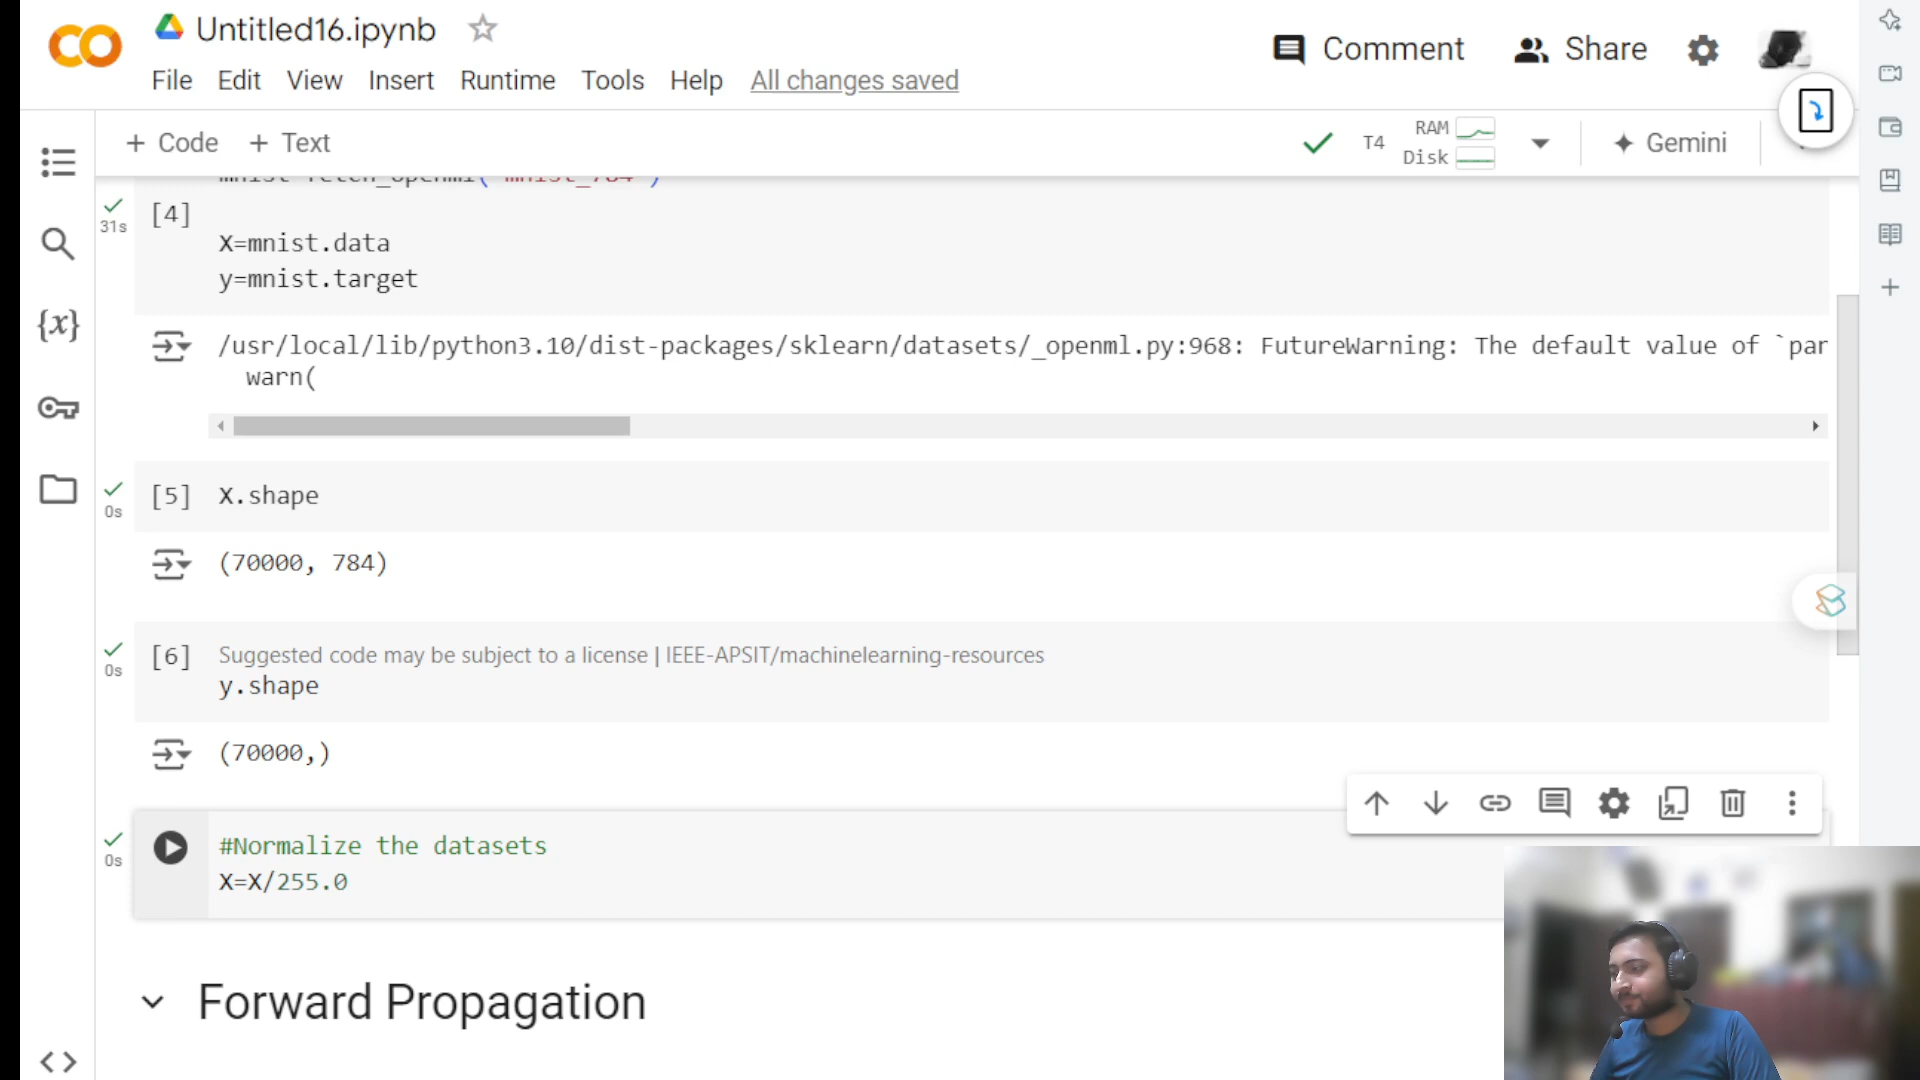 Untitled16.ipynb
File Edit View Insert Runtime Tools Help All changes saved
Comment Share
+ Code + Text
T4 RAM Disk
Gemini
mnist=fetch_openml('mnist_784')
31s [4]
X=mnist.data
y=mnist.target
/usr/local/lib/python3.10/dist-packages/sklearn/datasets/_openml.py:968: FutureWarning: The default value of `par
warn(
[5] X.shape
0s
(70000, 784)
[6] Suggested code may be subject to a license | IEEE-APSIT/machinelearning-resources
0s
y.shape
(70000,)
#Normalize the datasets
0s
X=X/255.0
Forward Propagation